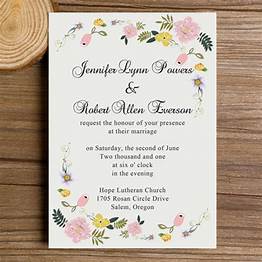 Jennifer Lynn Powers
&
Robert Allen Everson
request the honour of your presence
at their marriage
on Saturday, the second of June
Two thousand and one
at six o' clock
in the evening
Hope Lutheran Church
1705 Rosan Circle Drive
Salem, Oregon